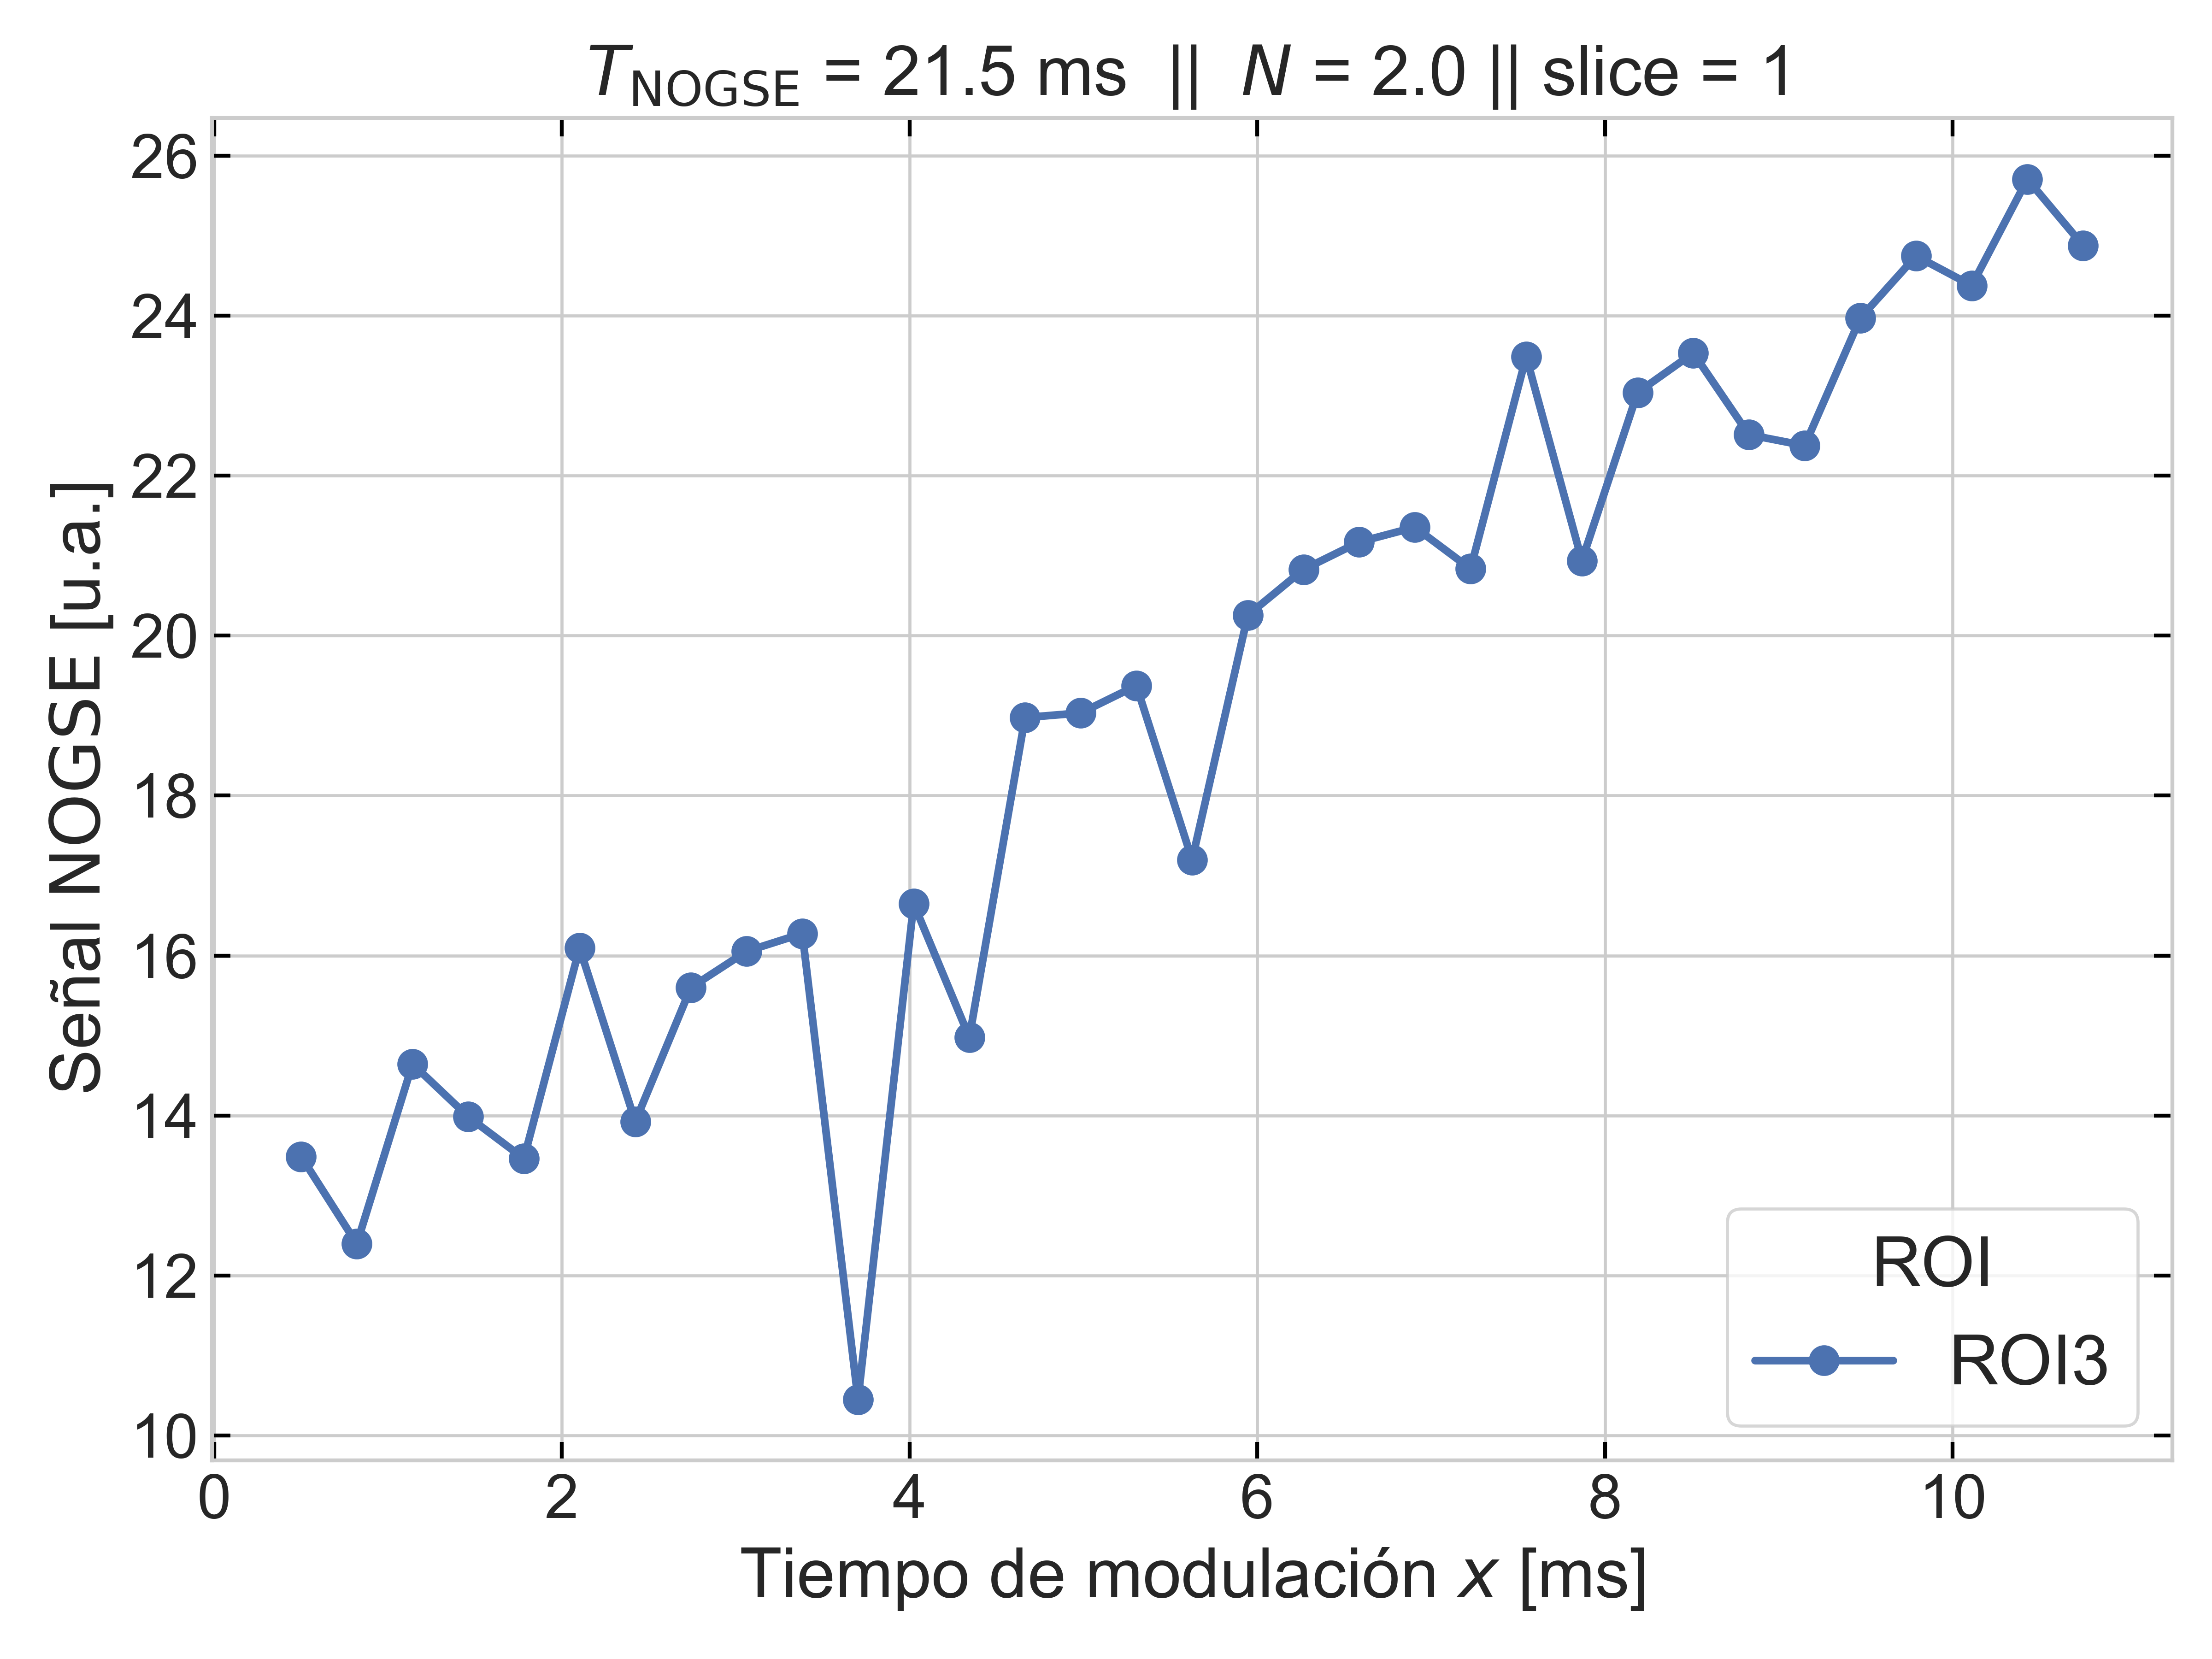 T_NOGSE = 21.5 ms || N = 2.0 || slice = 1
Señal NOGSE [u.a.]
26
24
22
20
18
16
14
12
10
0 2 4 6 8 10
Tiempo de modulación x [ms]
ROI
ROI3